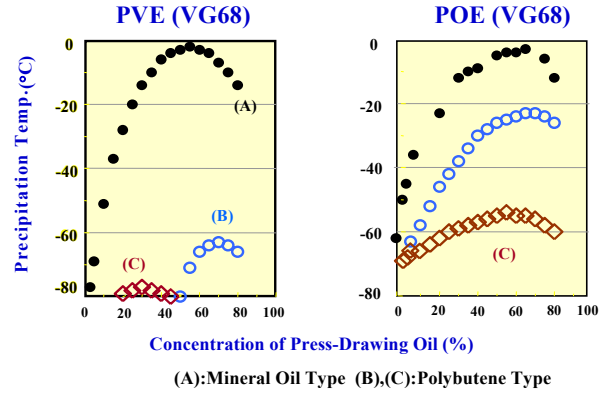 PVE (VG68)
POE (VG68)
Precipitation Temp.(°C)
0
-20
-40
-60
-80
(A)
(B)
(C)
0
20
40
60
80
100
0
-20
-40
-60
-80
(C)
0
20
40
60
80
100
Concentration of Press-Drawing Oil (%)
(A):Mineral Oil Type (B),(C):Polybutene Type